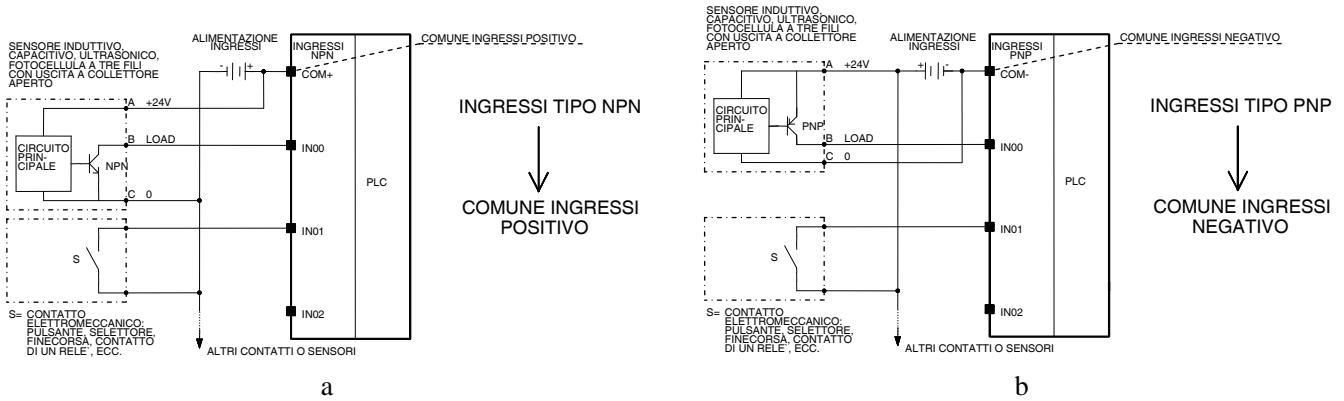 SENSORE INDUTTIVO,
CAPACITIVO, ULTRASONICO,
FOTOCELLULA A TRE FILI
CON USCITA A COLLETTORE
APERTO
ALIMENTAZIONE
INGRESSI
- +
INGRESSI
NPN
COM+
COMUNE INGRESSI POSITIVO
A +24V
CIRCUITO
PRIN-
CIPALE
B LOAD
NPN
C 0
IN00
PLC
IN01
S
IN02
S= CONTATTO
ELETTROMECCANICO;
PULSANTE, SELETTORE,
FINECORSA, CONTATTO
DI UN RELE`, ECC.
ALTRI CONTATTI O SENSORI
INGRESSI TIPO NPN
COMUNE INGRESSI
POSITIVO
a
SENSORE INDUTTIVO,
CAPACITIVO, ULTRASONICO,
FOTOCELLULA A TRE FILI
CON USCITA A COLLETTORE
APERTO
ALIMENTAZIONE
INGRESSI
+ -
INGRESSI
PNP
COM-
COMUNE INGRESSI NEGATIVO
A +24V
CIRCUITO
PRIN-
CIPALE
PNP
B LOAD
C 0
IN00
PLC
IN01
S
IN02
S= CONTATTO
ELETTROMECCANICO;
PULSANTE, SELETTORE,
FINECORSA, CONTATTO
DI UN RELE`, ECC.
ALTRI CONTATTI O SENSORI
INGRESSI TIPO PNP
COMUNE INGRESSI
NEGATIVO
b